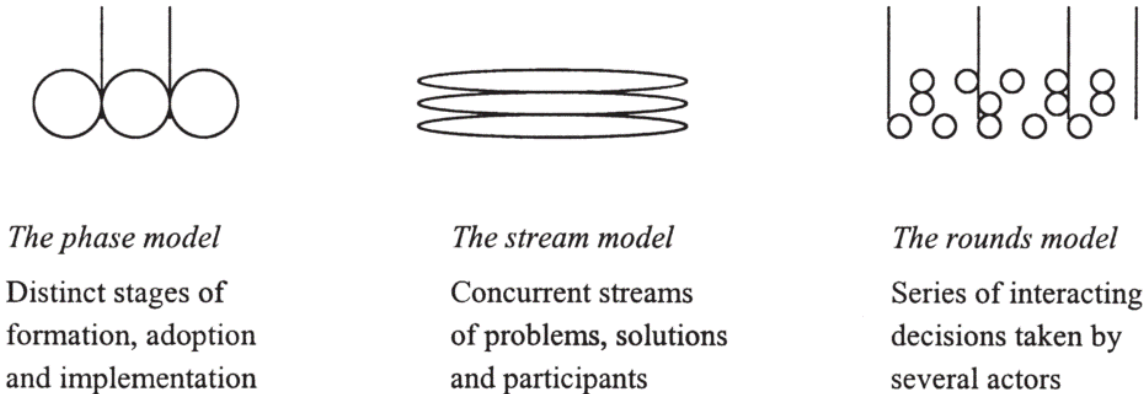 The phase model
Distinct stages of
formation, adoption
and implementation
The stream model
Concurrent streams
of problems, solutions
and participants
The rounds model
Series of interacting
decisions taken by
several actors